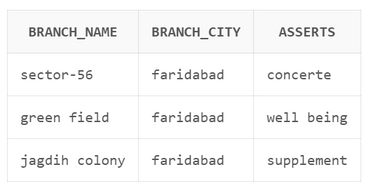 BRANCH_NAME BRANCH_CITY ASSERTS
sector-56 faridabad concerte
green field faridabad well being
jagdih colony faridabad supplement